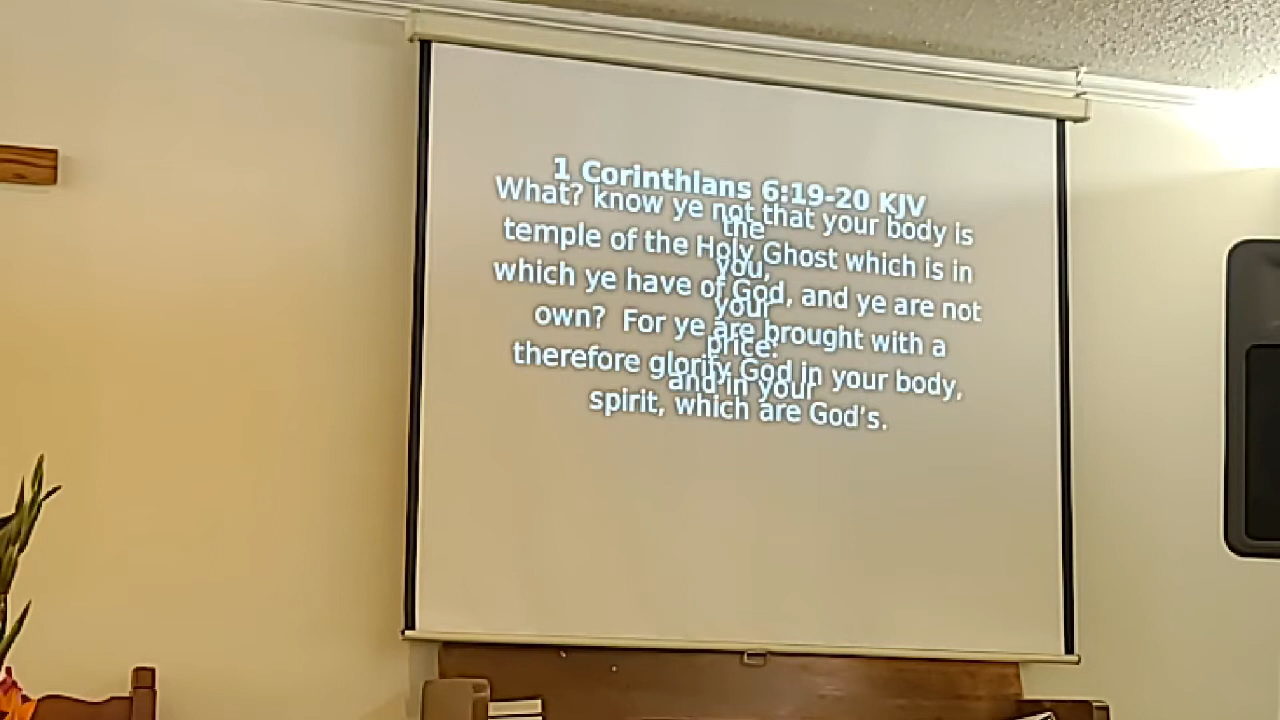 1 Corinthians 6:19-20 KJV
What? know ye not that your body is
the
temple of the Holy Ghost which is in
you,
which ye have of God, and ye are not
your
own?  For ye are brought with a
price:
therefore glorify God in your body,
and in your
spirit, which are God’s.